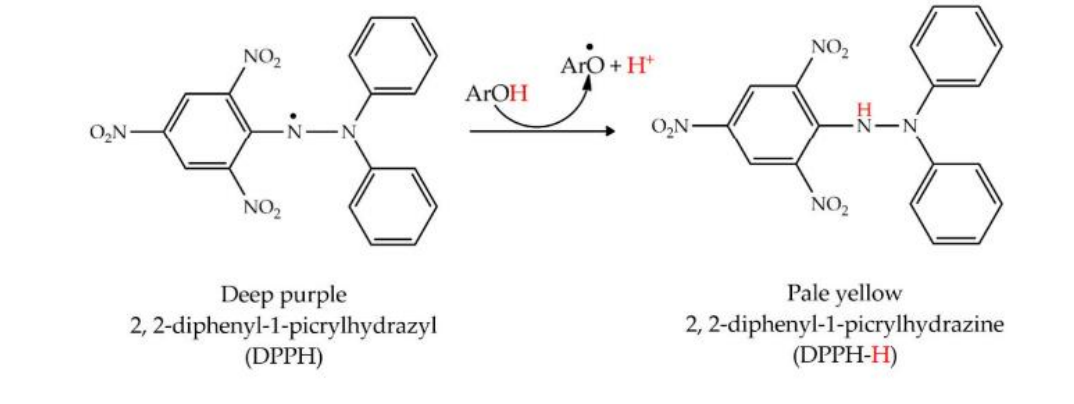 NO₂
O₂N
N•
N
NO₂
ArOH
ArO• + H⁺
NO₂
O₂N
H
N
N
NO₂
Deep purple
2, 2-diphenyl-1-picrylhydrazyl
(DPPH)
Pale yellow
2, 2-diphenyl-1-picrylhydrazine
(DPPH-H)